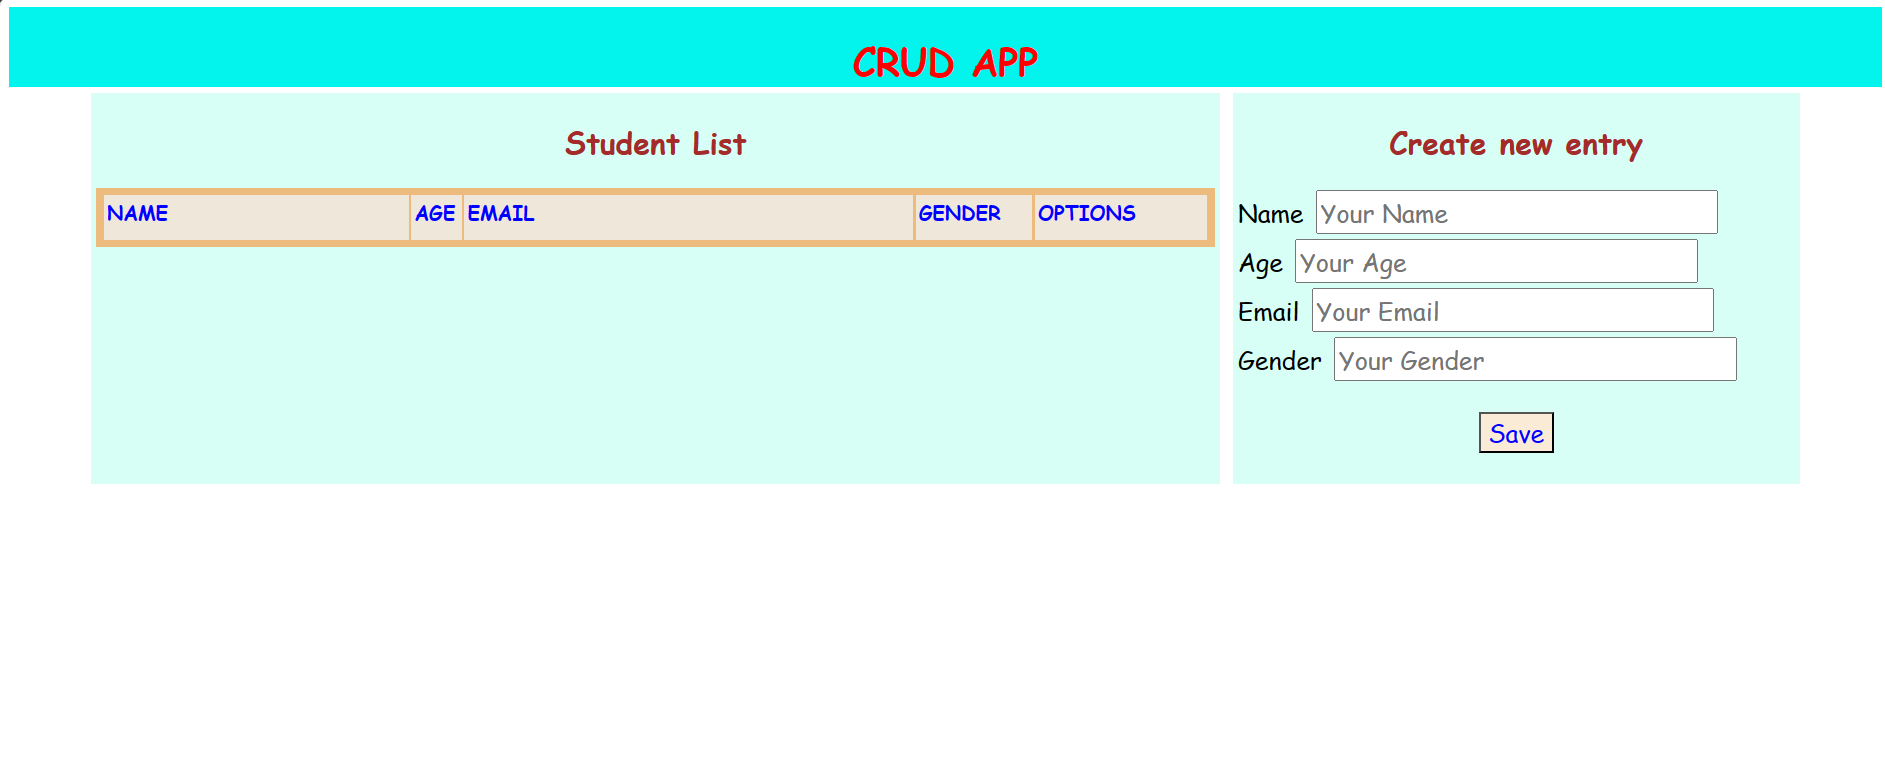 CRUD APP
Student List
NAME AGE EMAIL GENDER OPTIONS
Create new entry
Name Your Name
Age Your Age
Email Your Email
Gender Your Gender
Save